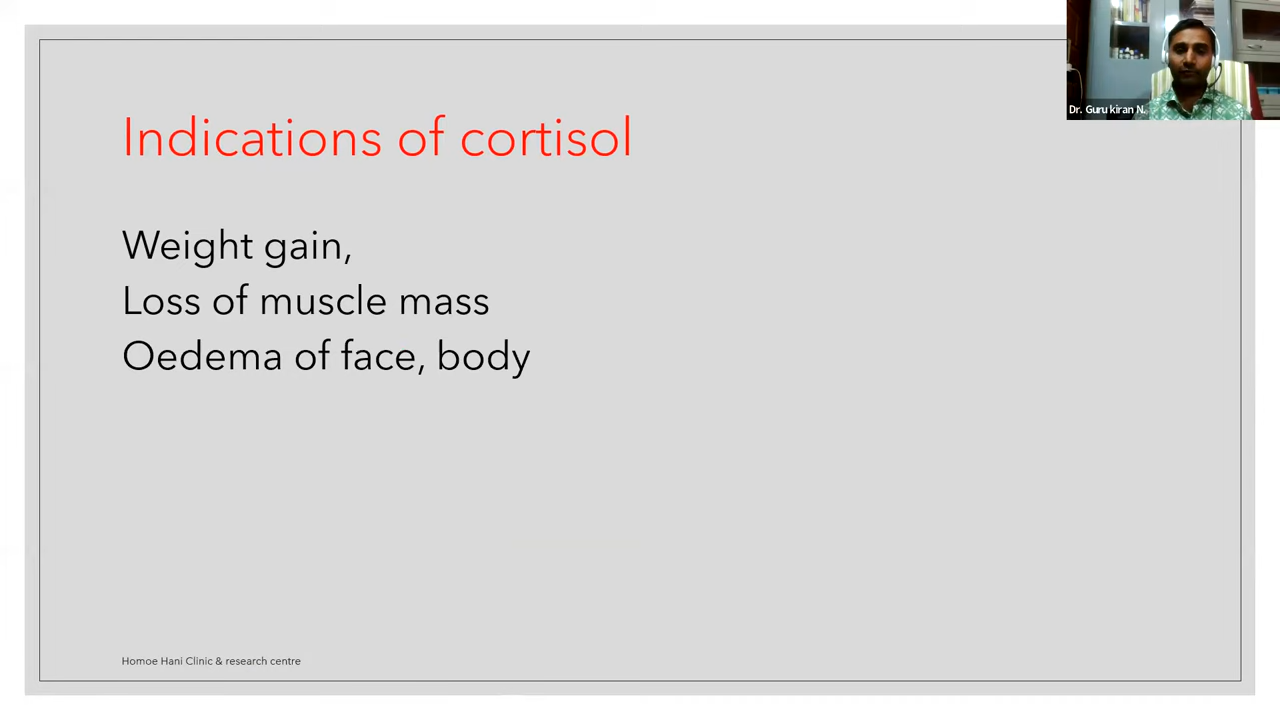 Dr. Guru kiran N.
Indications of cortisol
Weight gain,
Loss of muscle mass
Oedema of face, body
Homoe Hani Clinic & research centre